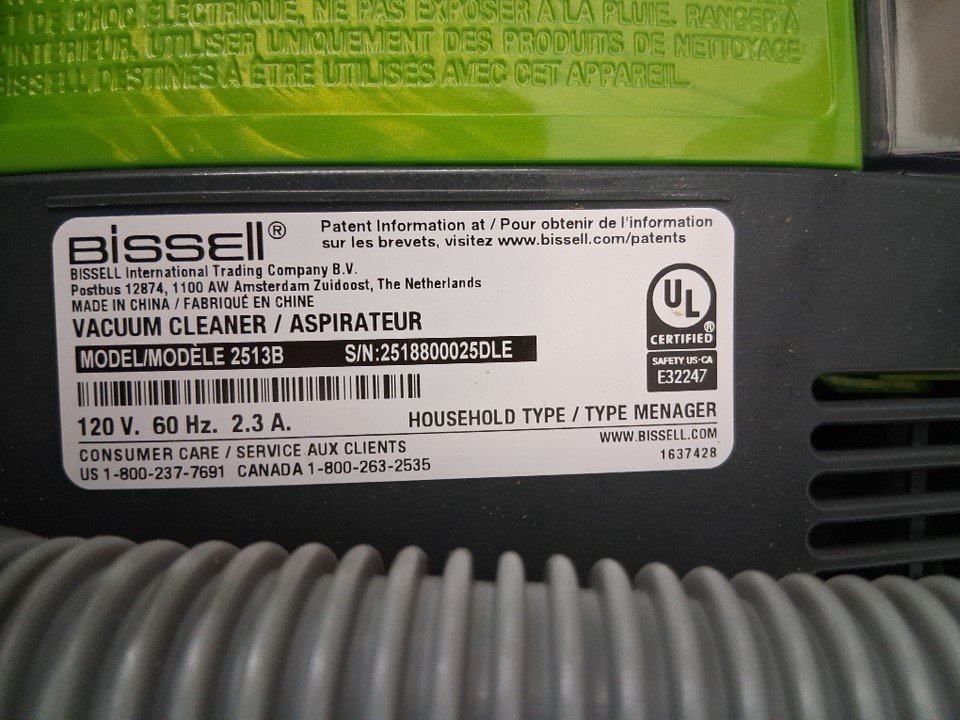 DE CHOC ÉLECTRIQUE, NE PAS EXPOSER À LA PLUIE. RANGER À
INTÉRIEUR. UTILISER UNIQUEMENT DES PRODUITS DE NETTOYAGE
BISSELL DESTINÉS À ÊTRE UTILISÉS AVEC CET APPAREIL.
BISSELL®
Patent Information at / Pour obtenir de l'information
sur les brevets, visitez www.bissell.com/patents
BISSELL International Trading Company B.V.
Postbus 12874, 1100 AW Amsterdam Zuidoost, The Netherlands
MADE IN CHINA / FABRIQUÉ EN CHINE
VACUUM CLEANER / ASPIRATEUR
MODEL/MODÈLE 2513B S/N:2518800025DLE
UL®
CERTIFIED
SAFETY US·CA
E32247
120 V. 60 Hz. 2.3 A.
HOUSEHOLD TYPE / TYPE MENAGER
WWW.BISSELL.COM
CONSUMER CARE / SERVICE AUX CLIENTS
US 1-800-237-7691 CANADA 1-800-263-2535
1637428